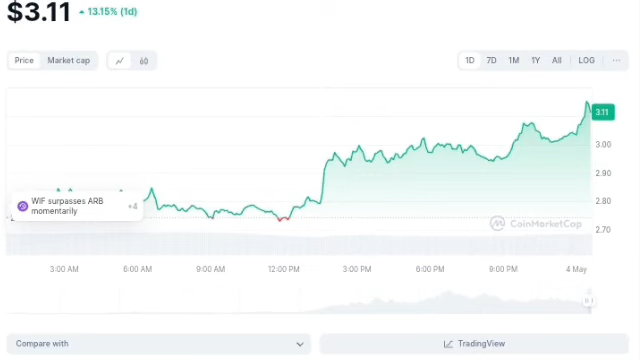 $3.11 13.15% (1d)
Price Market cap 1D 7D 1M 1Y All LOG ...
3.11
3.00
2.90
2.80
2.70
WIF surpasses ARB
momentarily
+4
CoinMarketCap
3:00 AM 6:00 AM 9:00 AM 12:00 PM 3:00 PM 6:00 PM 9:00 PM 4 May
Compare with TradingView